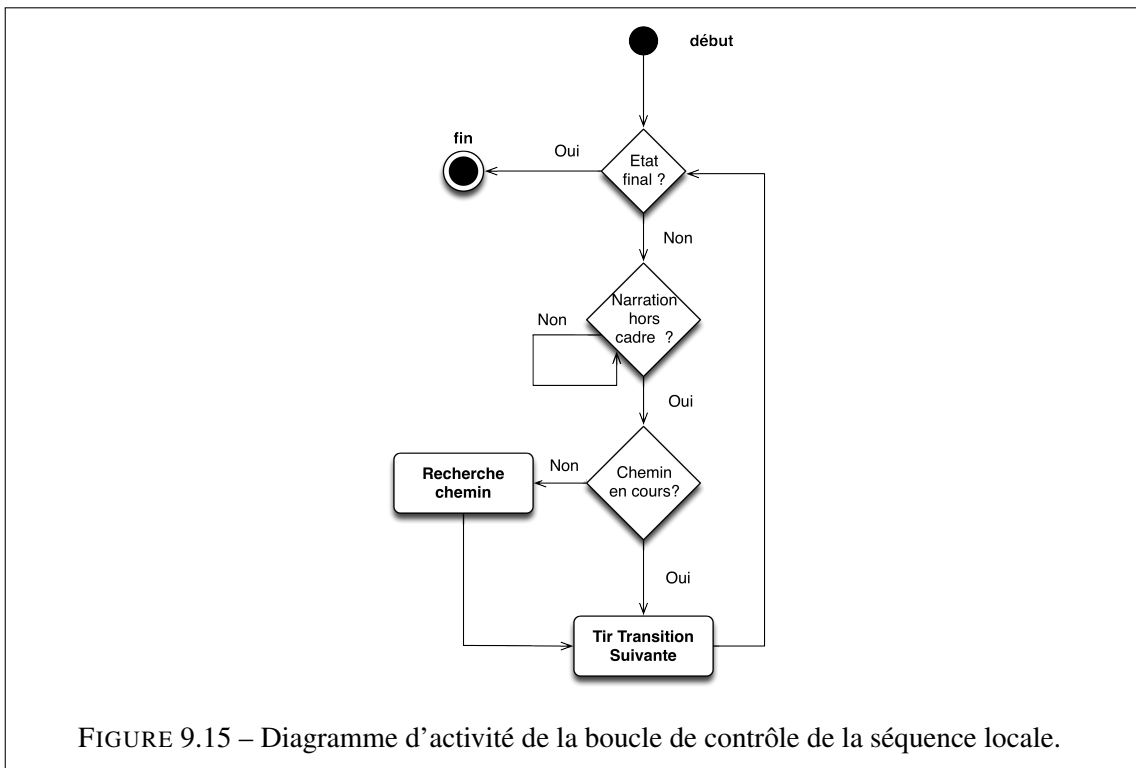 début
fin
Oui
Etat
final ?
Non
Narration
hors
cadre ?
Non
Oui
Recherche
chemin
Non
Chemin
en cours?
Oui
Tir Transition
Suivante
FIGURE 9.15 – Diagramme d'activité de la boucle de contrôle de la séquence locale.